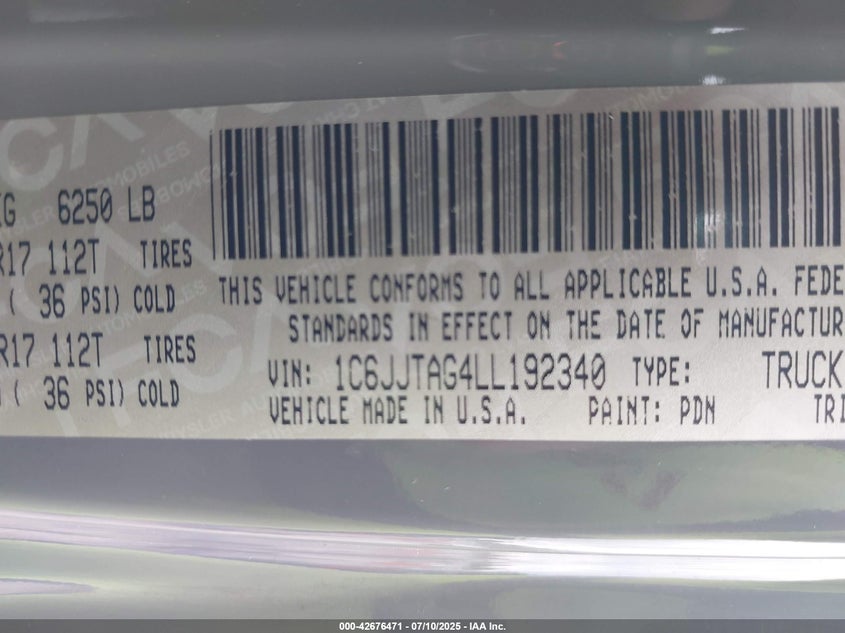 KG 6250 LB
R17 112T TIRES
( 36 PSI) COLD
R17 112T TIRES
( 36 PSI) COLD
THIS VEHICLE CONFORMS TO ALL APPLICABLE U.S.A. FEDE
STANDARDS IN EFFECT ON THE DATE OF MANUFACTUR
VIN: 1C6JJTAG4LL192340 TYPE: TRUCK
VEHICLE MADE IN U.S.A. PAINT: PDN TRI
000-42676471 - 07/10/2025 - IAA Inc.